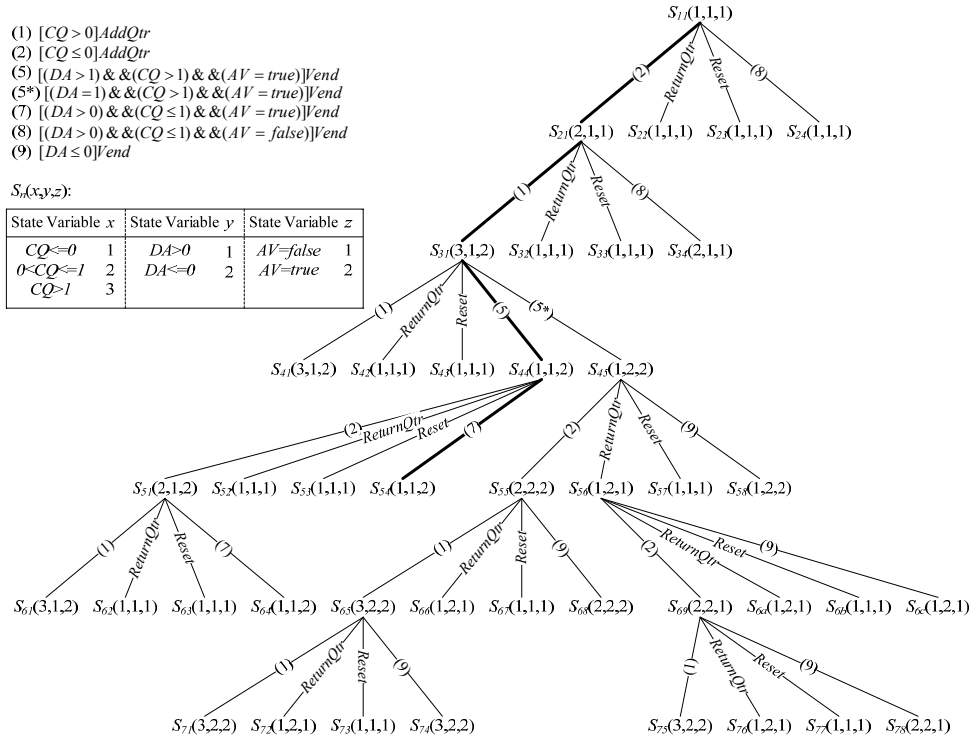 (1) [CQ > 0]AddQtr
(2) [CQ ≤ 0]AddQtr
(5) [(DA > 1) & &(CQ > 1) & &(AV = true)]Vend
(5*) [(DA = 1) & &(CQ > 1) & &(AV = true)]Vend
(7) [(DA > 0) & &(CQ ≤ 1) & &(AV = true)]Vend
(8) [(DA > 0) & &(CQ ≤ 1) & &(AV = false)]Vend
(9) [DA ≤ 0]Vend
Sn(x,y,z):
State Variable x State Variable y State Variable z
CQ<=0 1 DA>0 1 AV=false 1
0<CQ<=1 2 DA<=0 2 AV=true 2
CQ>1 3
S11(1,1,1)
(2) ReturnQtr Reset (8)
S21(2,1,1) S22(1,1,1) S23(1,1,1) S24(1,1,1)
(1) ReturnQtr Reset (8)
S31(3,1,2) S32(1,1,1) S33(1,1,1) S34(2,1,1)
(1) ReturnQtr Reset (5) (5*)
S41(3,1,2) S42(1,1,1) S43(1,1,1) S44(1,1,2) S45(1,2,2)
(2) ReturnQtr Reset (7) (2) ReturnQtr Reset (9)
S51(2,1,2) S52(1,1,1) S53(1,1,1) S54(1,1,2) S55(2,2,2) S56(1,2,1) S57(1,1,1) S58(1,2,2)
(1) ReturnQtr Reset (7) (1) ReturnQtr Reset (9) (2) ReturnQtr Reset (9)
S61(3,1,2) S62(1,1,1) S63(1,1,1) S64(1,1,2) S65(3,2,2) S66(1,2,1) S67(1,1,1) S68(2,2,2) S69(2,2,1) S6a(1,2,1) S6b(1,1,1) S6c(1,2,1)
(1) ReturnQtr Reset (9) (1) ReturnQtr Reset (9)
S71(3,2,2) S72(1,2,1) S73(1,1,1) S74(3,2,2) S75(3,2,2) S76(1,2,1) S77(1,1,1) S78(2,2,1)